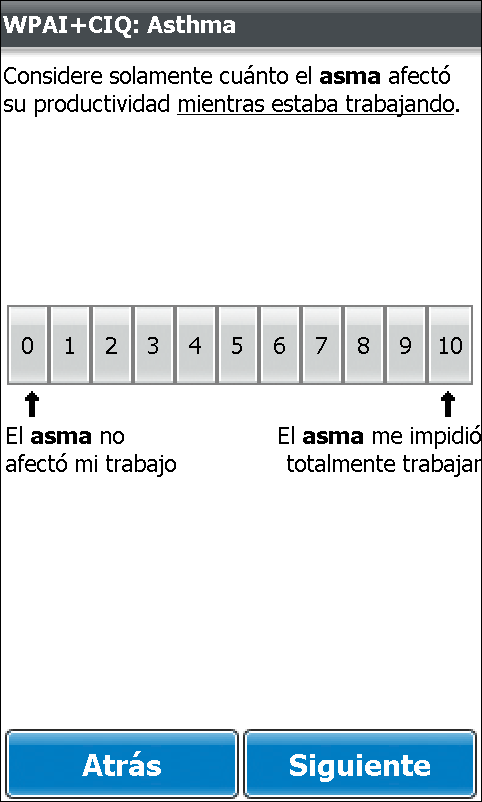 WPAI+CIQ: Asthma
Considere solamente cuánto el asma afectó
su productividad mientras estaba trabajando.
0 1 2 3 4 5 6 7 8 9 10
El asma no
afectó mi trabajo
El asma me impidió
totalmente trabajar
Atrás Siguiente